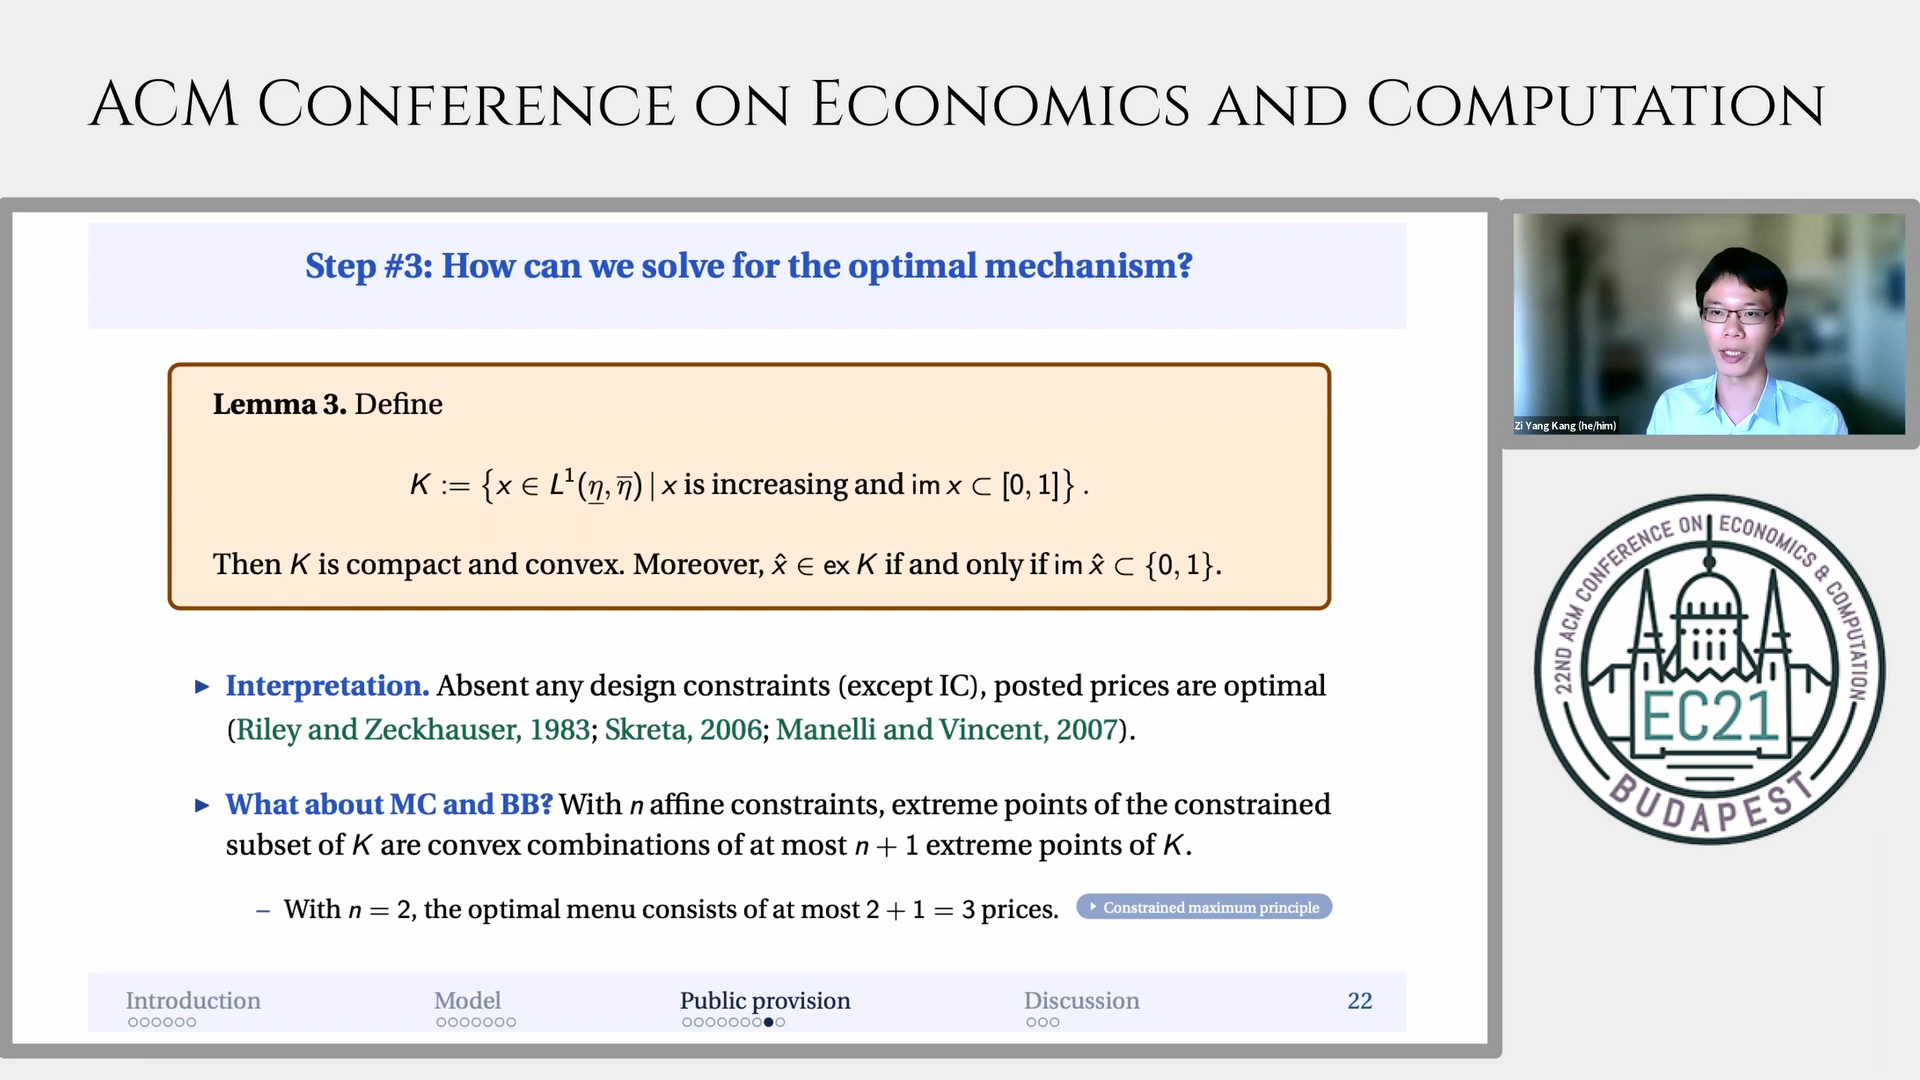 ACM Conference on Economics and Computation
Step #3: How can we solve for the optimal mechanism?
Lemma 3. Define
K := {x ∈ L¹(η̲, η̅) | x is increasing and im x ⊂ [0, 1]} .
Then K is compact and convex. Moreover, x̂ ∈ ex K if and only if im x̂ ⊂ {0, 1}.
▶ Interpretation. Absent any design constraints (except IC), posted prices are optimal
(Riley and Zeckhauser, 1983; Skreta, 2006; Manelli and Vincent, 2007).
▶ What about MC and BB? With n affine constraints, extreme points of the constrained
subset of K are convex combinations of at most n + 1 extreme points of K.
– With n = 2, the optimal menu consists of at most 2 + 1 = 3 prices.
Constrained maximum principle
Introduction
Model
Public provision
Discussion
22
Zi Yang Kang (he/him)
22ND ACM CONFERENCE ON ECONOMICS & COMPUTATION
EC21
BUDAPEST